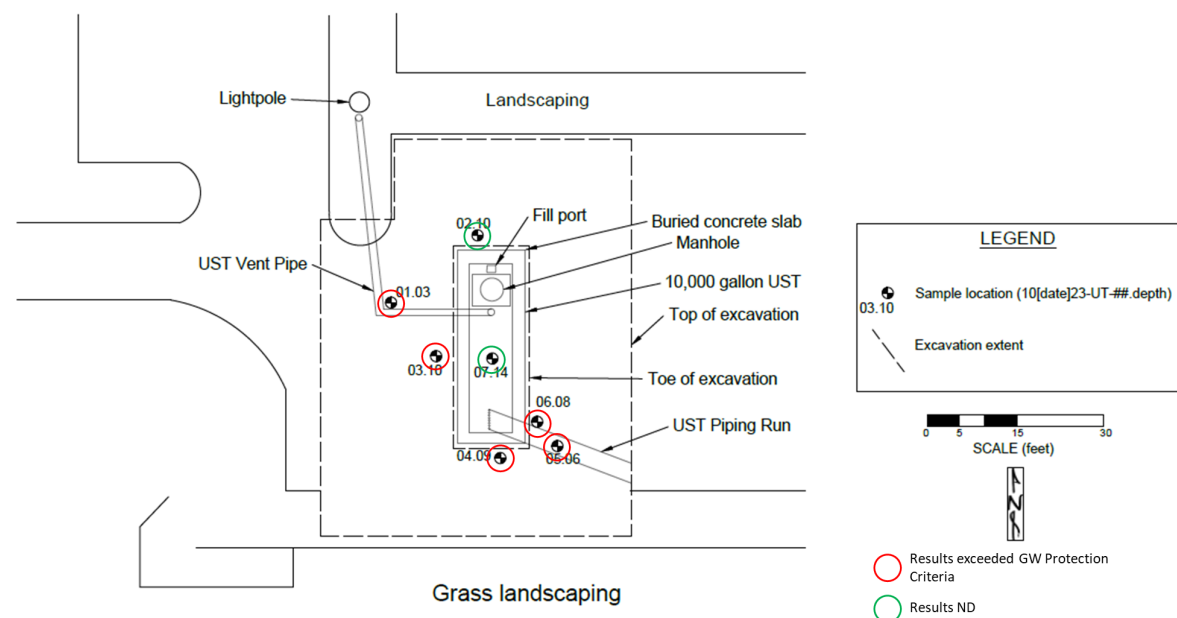 Lightpole
Landscaping
02.10
Fill port
Buried concrete slab
Manhole
UST Vent Pipe
01.03
10,000 gallon UST
Top of excavation
03.10
07.14
Toe of excavation
06.08
UST Piping Run
04.09
05.06
Grass landscaping
LEGEND
Sample location (10[date]23-UT-##.depth)
03.10
Excavation extent
0 5 15 30
SCALE (feet)
N
Results exceeded GW Protection
Criteria
Results ND